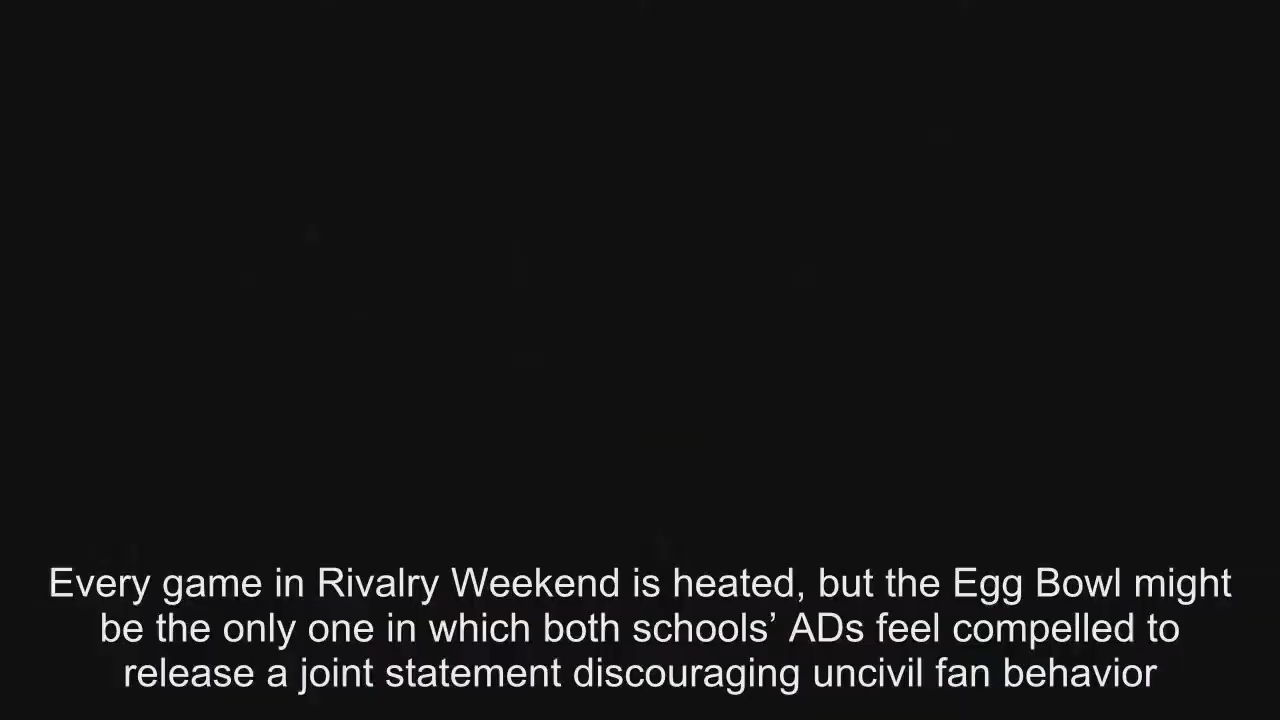 Every game in Rivalry Weekend is heated, but the Egg Bowl might
be the only one in which both schools’ ADs feel compelled to
release a joint statement discouraging uncivil fan behavior